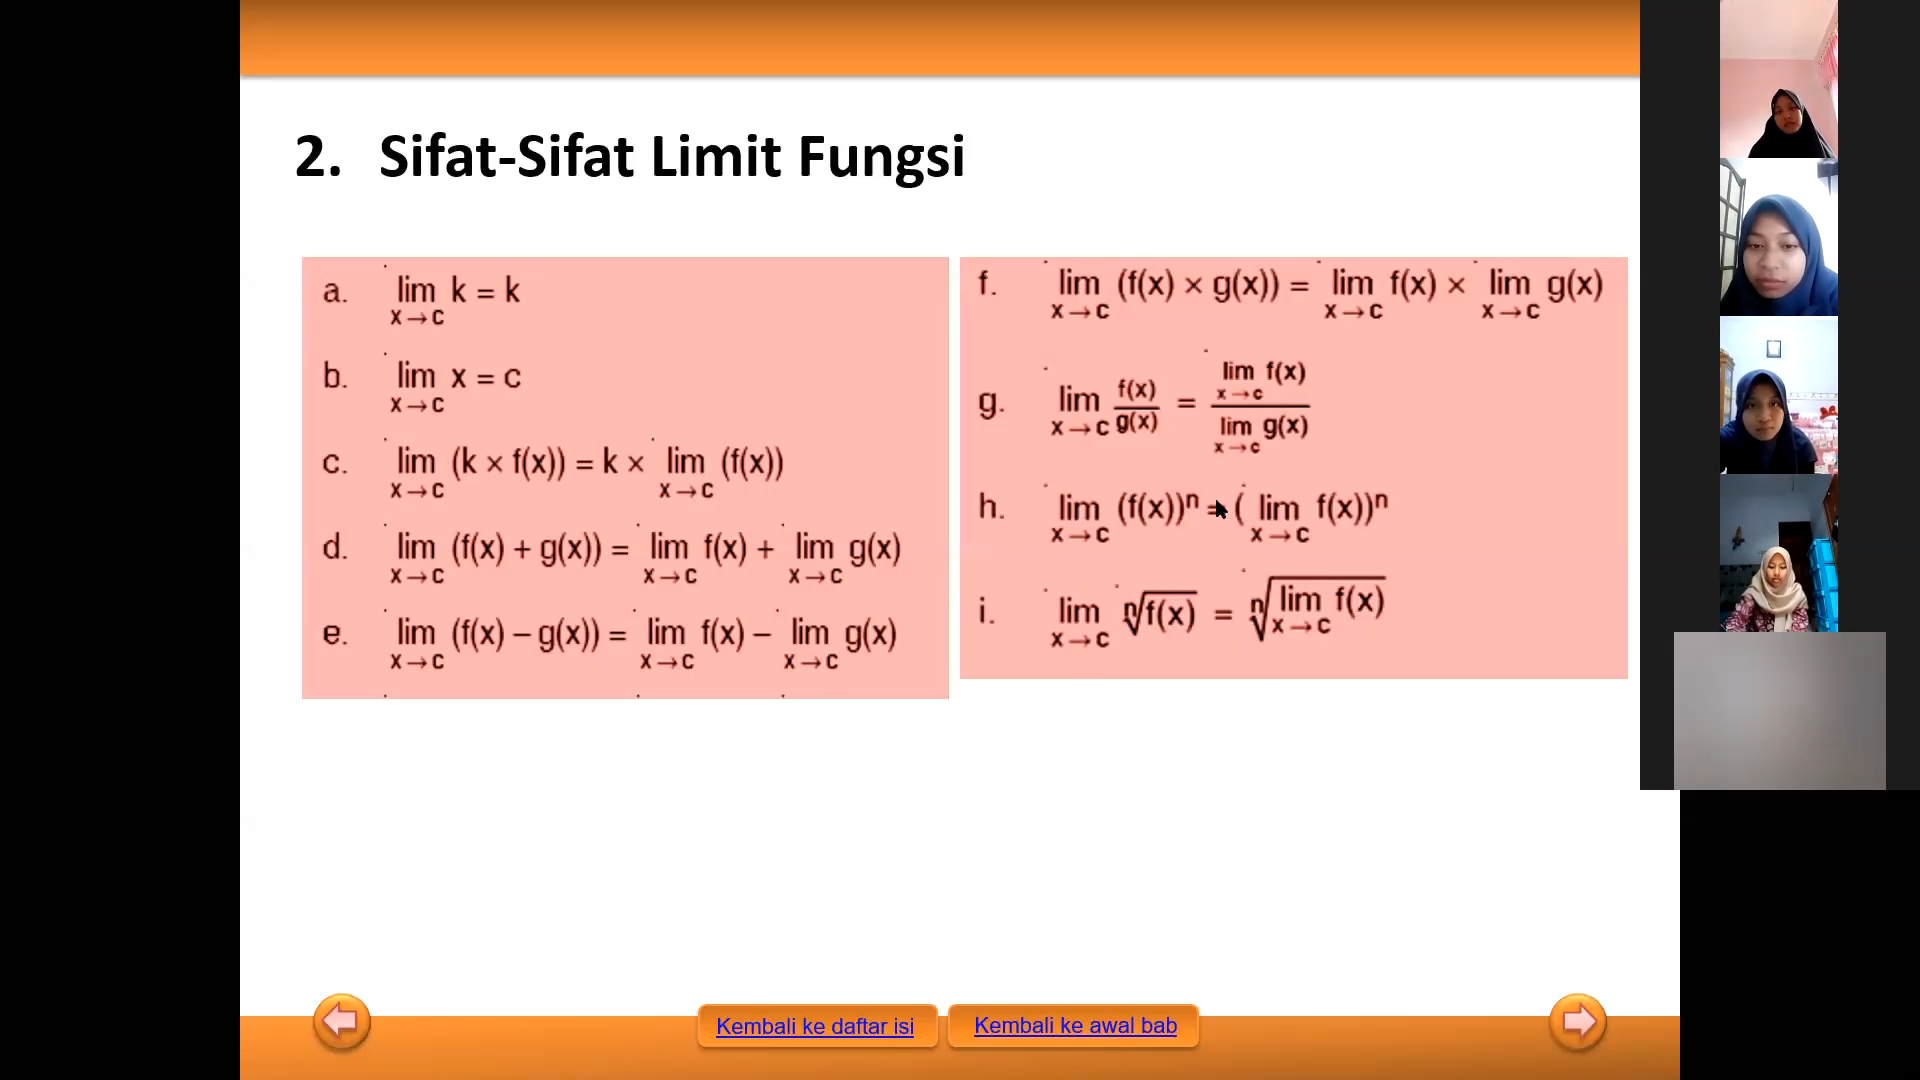 2. Sifat-Sifat Limit Fungsi
a. lim x→c k = k
b. lim x→c x = c
c. lim x→c (k × f(x)) = k × lim x→c (f(x))
d. lim x→c (f(x) + g(x)) = lim x→c f(x) + lim x→c g(x)
e. lim x→c (f(x) – g(x)) = lim x→c f(x) – lim x→c g(x)
f. lim x→c (f(x) × g(x)) = lim x→c f(x) × lim x→c g(x)
g. lim x→c f(x)/g(x) = lim x→c f(x) / lim x→c g(x)
h. lim x→c (f(x))ⁿ = ( lim x→c f(x))ⁿ
i. lim x→c ⁿ√f(x) = ⁿ√lim x→c f(x)
Kembali ke daftar isi
Kembali ke awal bab